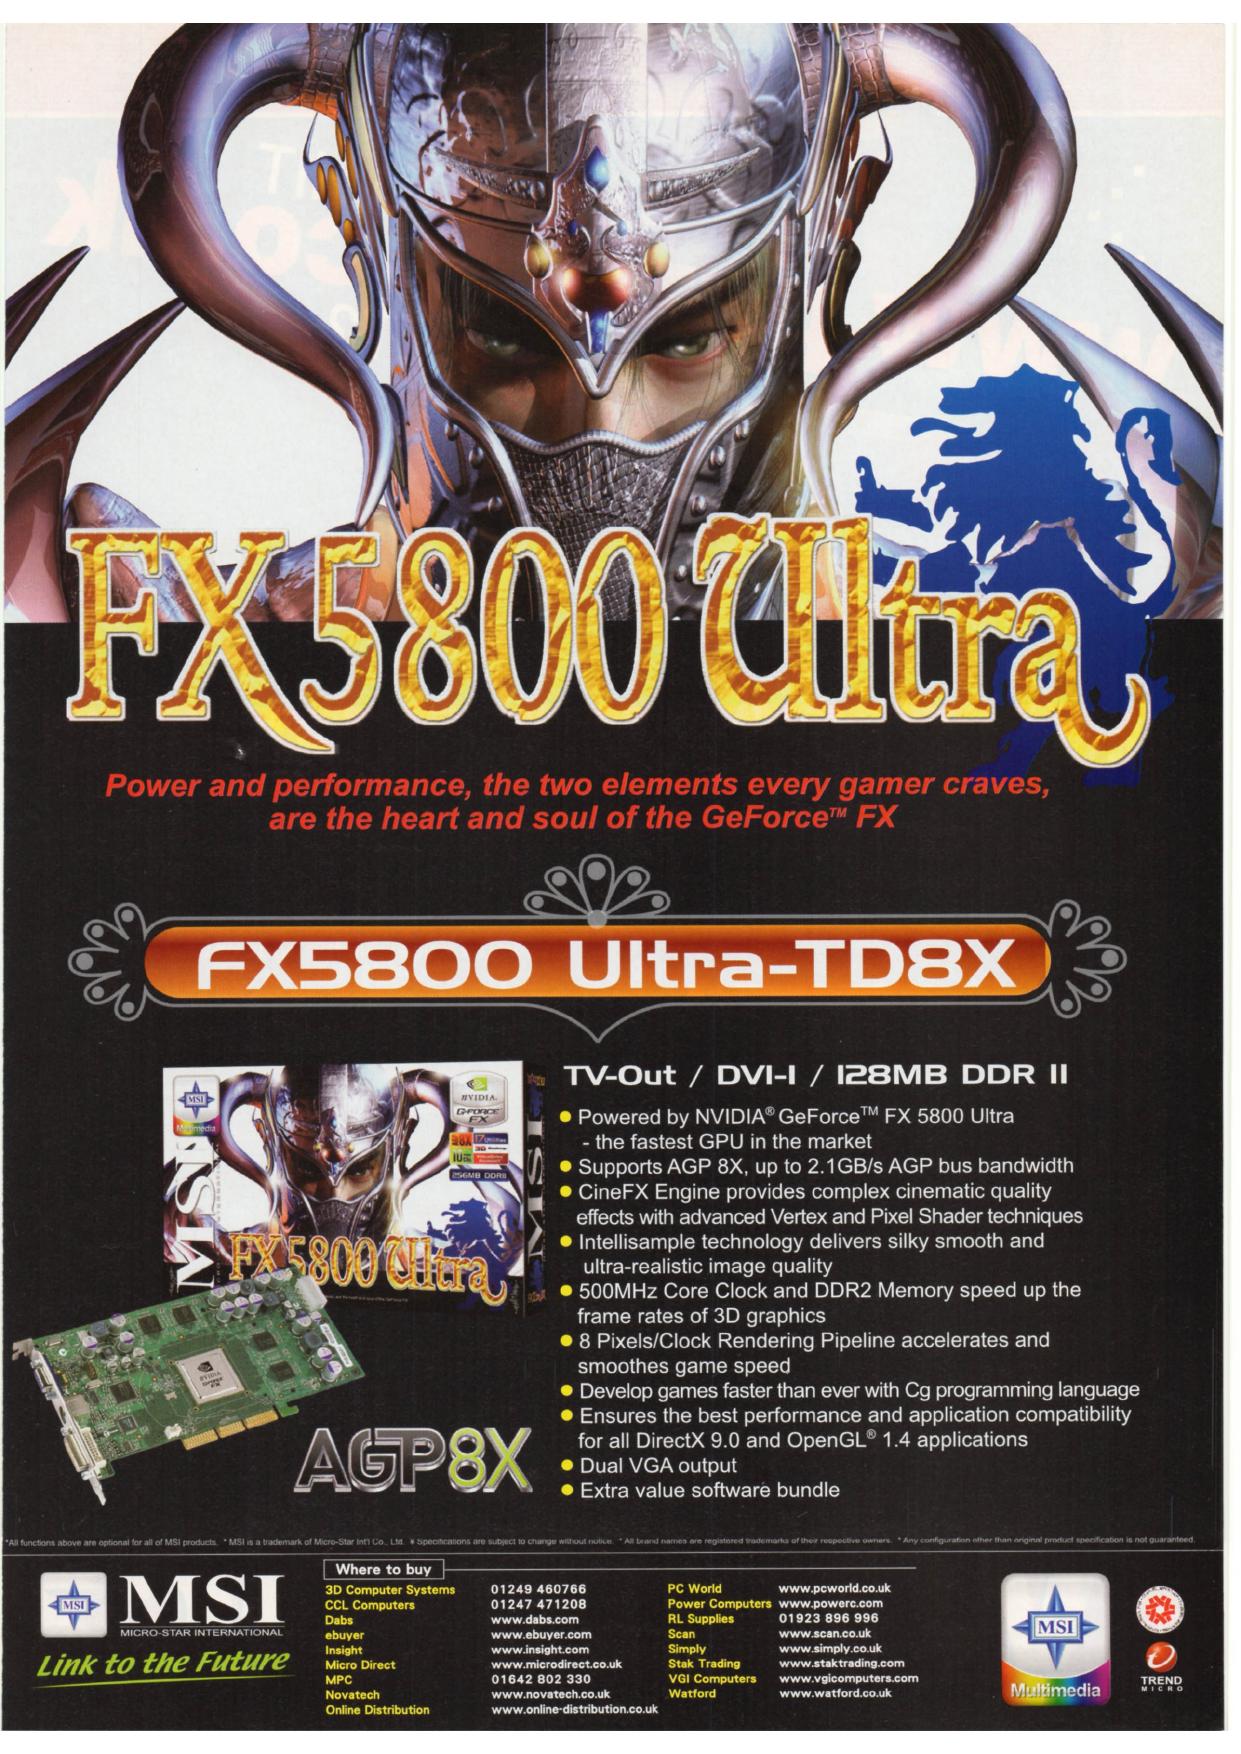 FX5800 Ultra
Power and performance, the two elements every gamer craves,
are the heart and soul of the GeForce™ FX
FX5800 Ultra-TD8X
MSI
Multimedia
NVIDIA.
GEFORCE
FX
256MB DDRII
MSI
FX5800 Ultra
MSI
NVIDIA
AGP8X
TV-Out / DVI-I / 128MB DDR II
Powered by NVIDIA® GeForce™ FX 5800 Ultra
- the fastest GPU in the market
Supports AGP 8X, up to 2.1GB/s AGP bus bandwidth
CineFX Engine provides complex cinematic quality
effects with advanced Vertex and Pixel Shader techniques
Intellisample technology delivers silky smooth and
ultra-realistic image quality
500MHz Core Clock and DDR2 Memory speed up the
frame rates of 3D graphics
8 Pixels/Clock Rendering Pipeline accelerates and
smoothes game speed
Develop games faster than ever with Cg programming language
Ensures the best performance and application compatibility
for all DirectX 9.0 and OpenGL® 1.4 applications
Dual VGA output
Extra value software bundle
*All functions above are optional for all of MSI products. * MSI is a trademark of Micro-Star Int'l Co., Ltd. ※ Specifications are subject to change without notice. * All brand names are registered trademarks of their respective owners. * Any configuration other than original product specification is not guaranteed.
MSI
MSI
MICRO-STAR INTERNATIONAL
Link to the Future
Where to buy
3D Computer Systems 01249 460766
CCL Computers 01247 471208
Dabs www.dabs.com
ebuyer www.ebuyer.com
Insight www.insight.com
Micro Direct www.microdirect.co.uk
MPC 01642 802 330
Novatech www.novatech.co.uk
Online Distribution www.online-distribution.co.uk
PC World www.pcworld.co.uk
Power Computers www.powerc.com
RL Supplies 01923 896 996
Scan www.scan.co.uk
Simply www.simply.co.uk
Stak Trading www.staktrading.com
VGI Computers www.vgicomputers.com
Watford www.watford.co.uk
MSI
Multimedia
TREND
MICRO